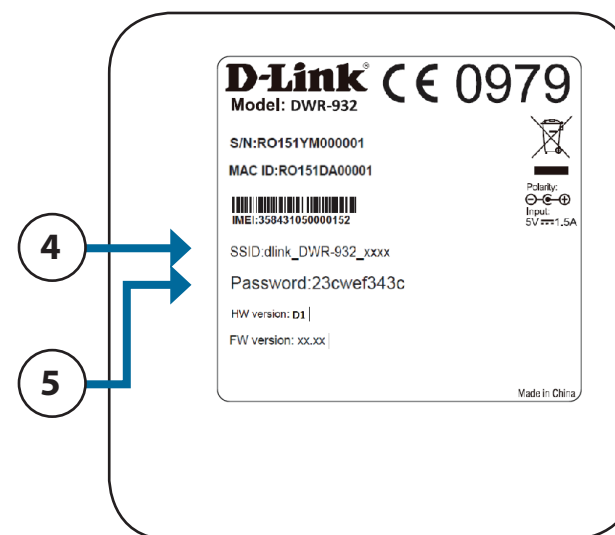 D-Link® CE 0979
Model: DWR-932
S/N:RO151YM000001
MAC ID:RO151DA00001
Polarity:
IMEI:358431050000152
Input:
5V⎓1.5A
4
SSID:dlink_DWR-932_xxxx
Password:23cwef343c
HW version: D1
FW version: xx.xx
5
Made in China